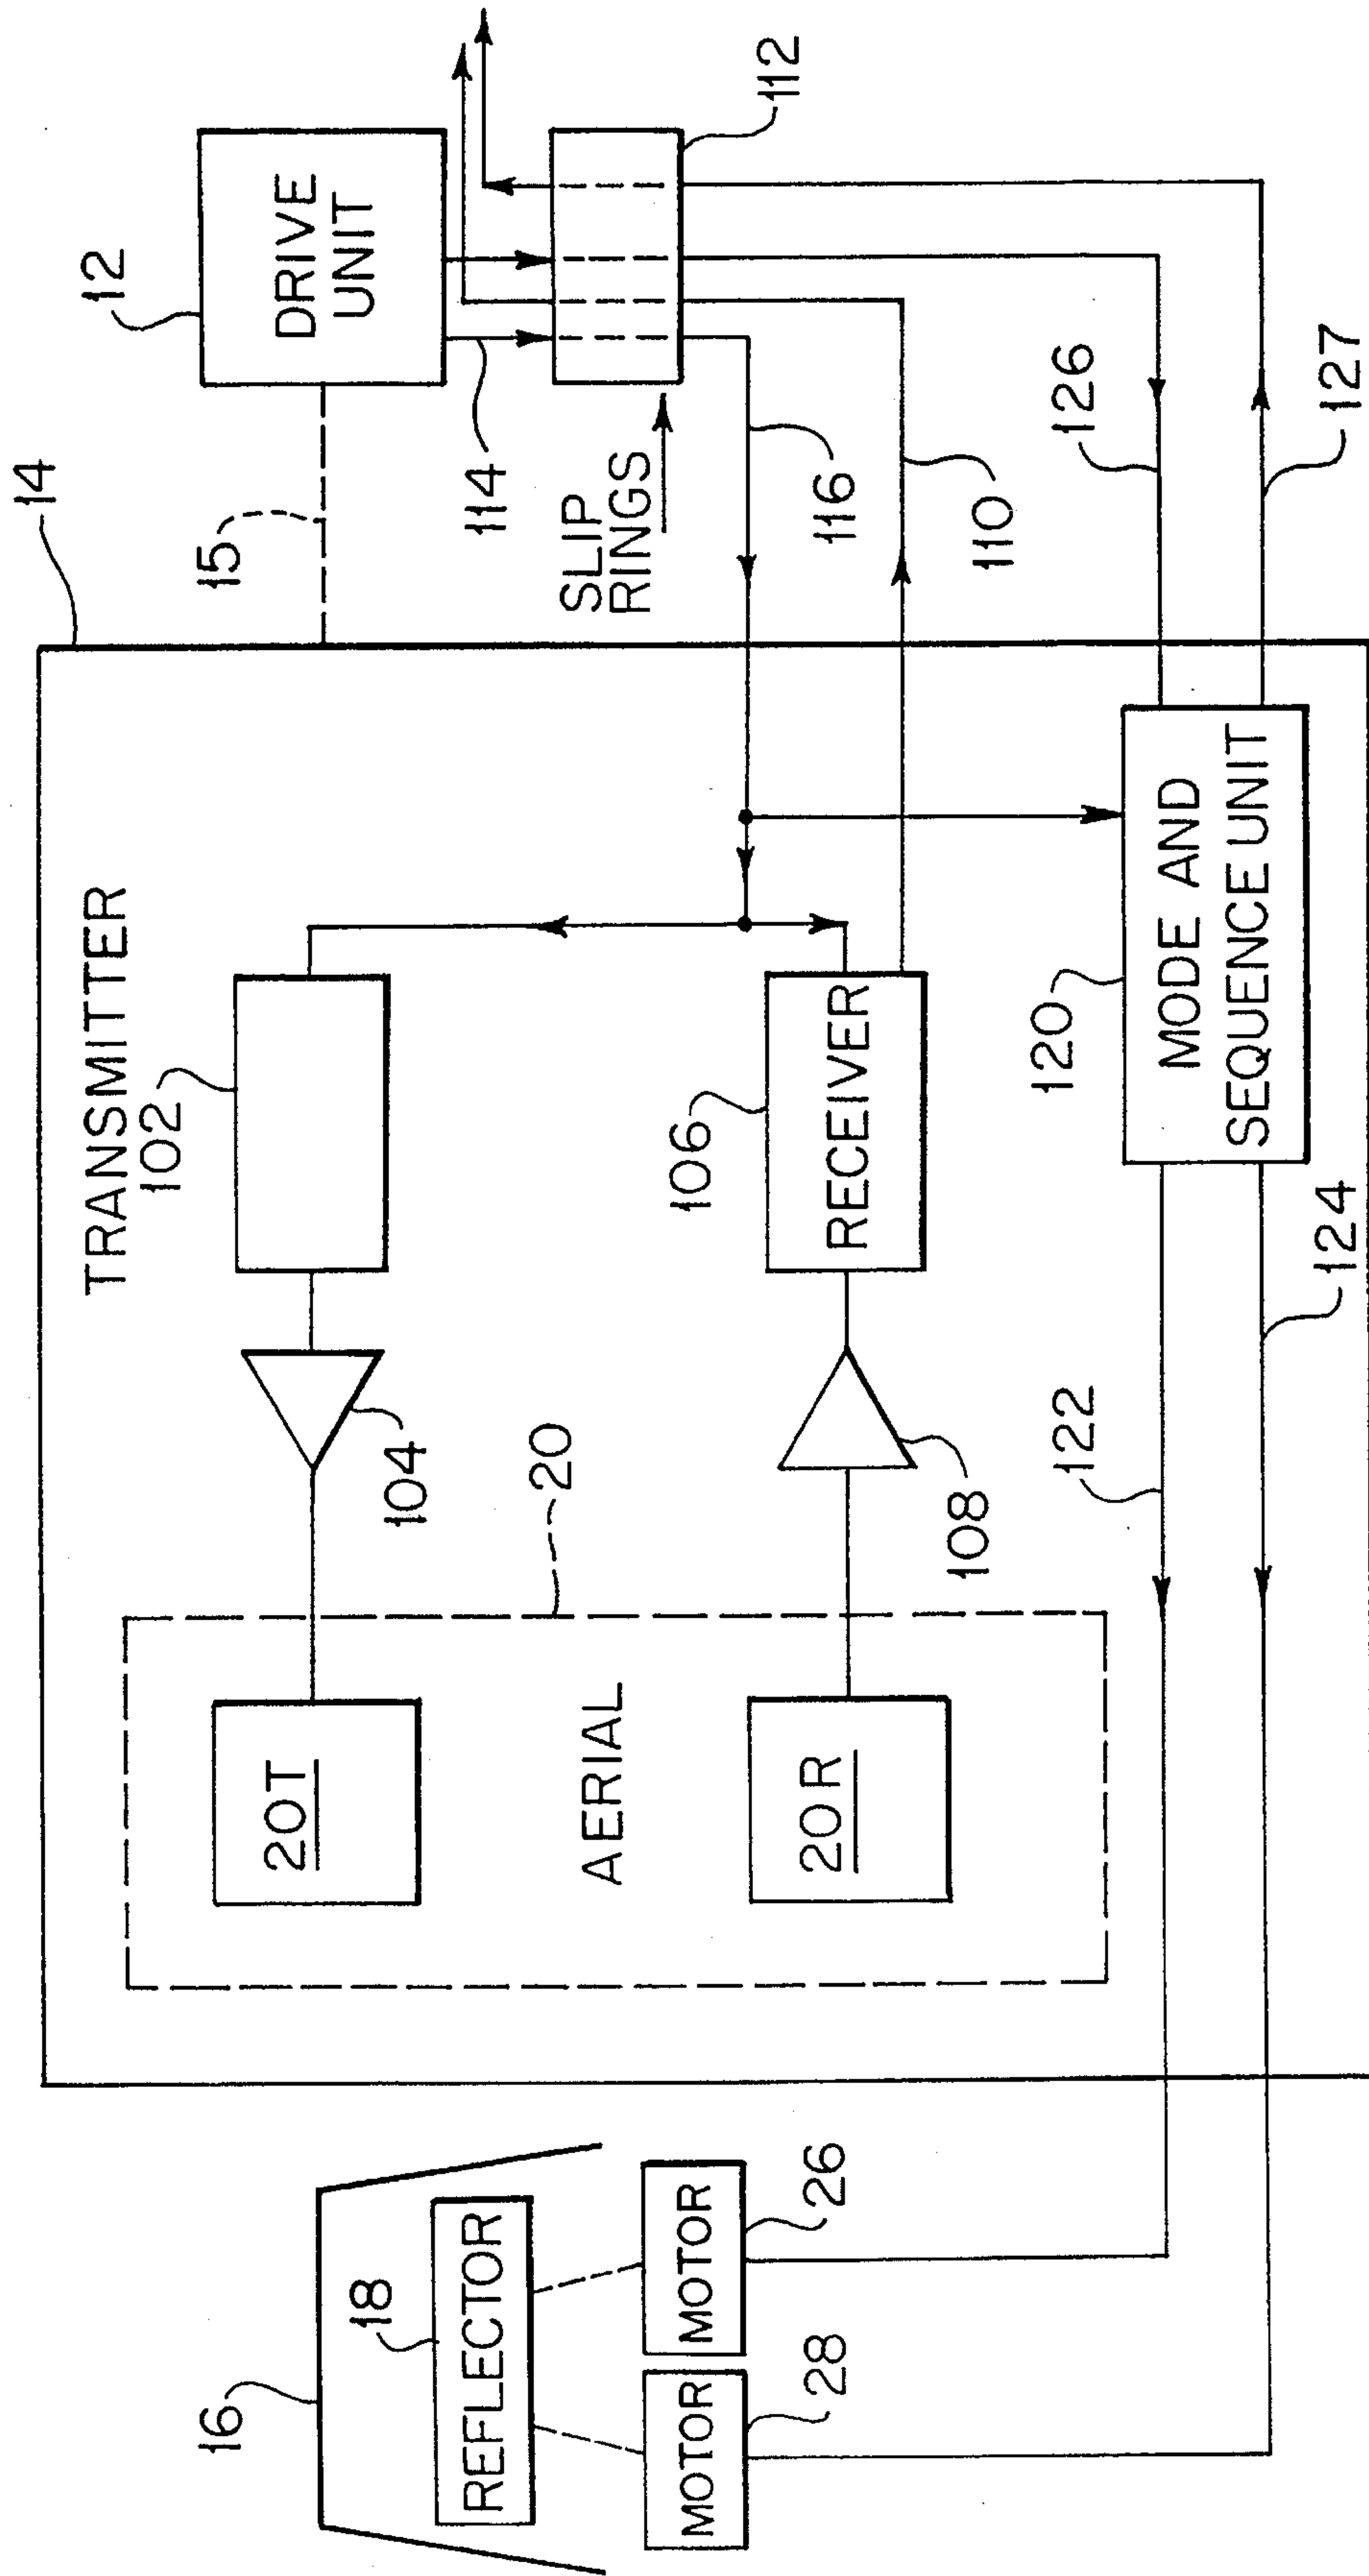 14
12
DRIVE
UNIT
15
114
SLIP
RINGS
112
116
110
126
127
TRANSMITTER
102
104
106
RECEIVER
108
20
20T
AERIAL
20R
120
MODE AND
SEQUENCE UNIT
122
124
16
18
REFLECTOR
MOTOR
26
MOTOR
28